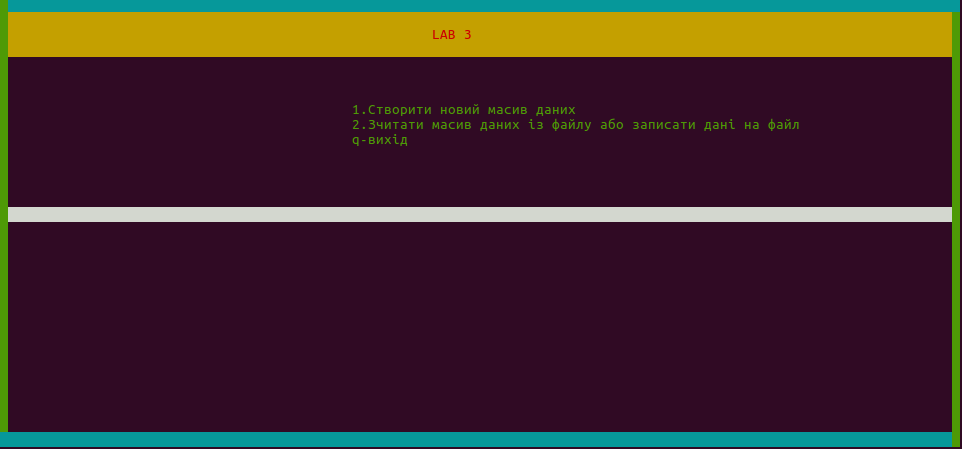 LAB 3
1.Створити новий масив даних
2.Зчитати масив даних із файлу або записати дані на файл
q-вихід